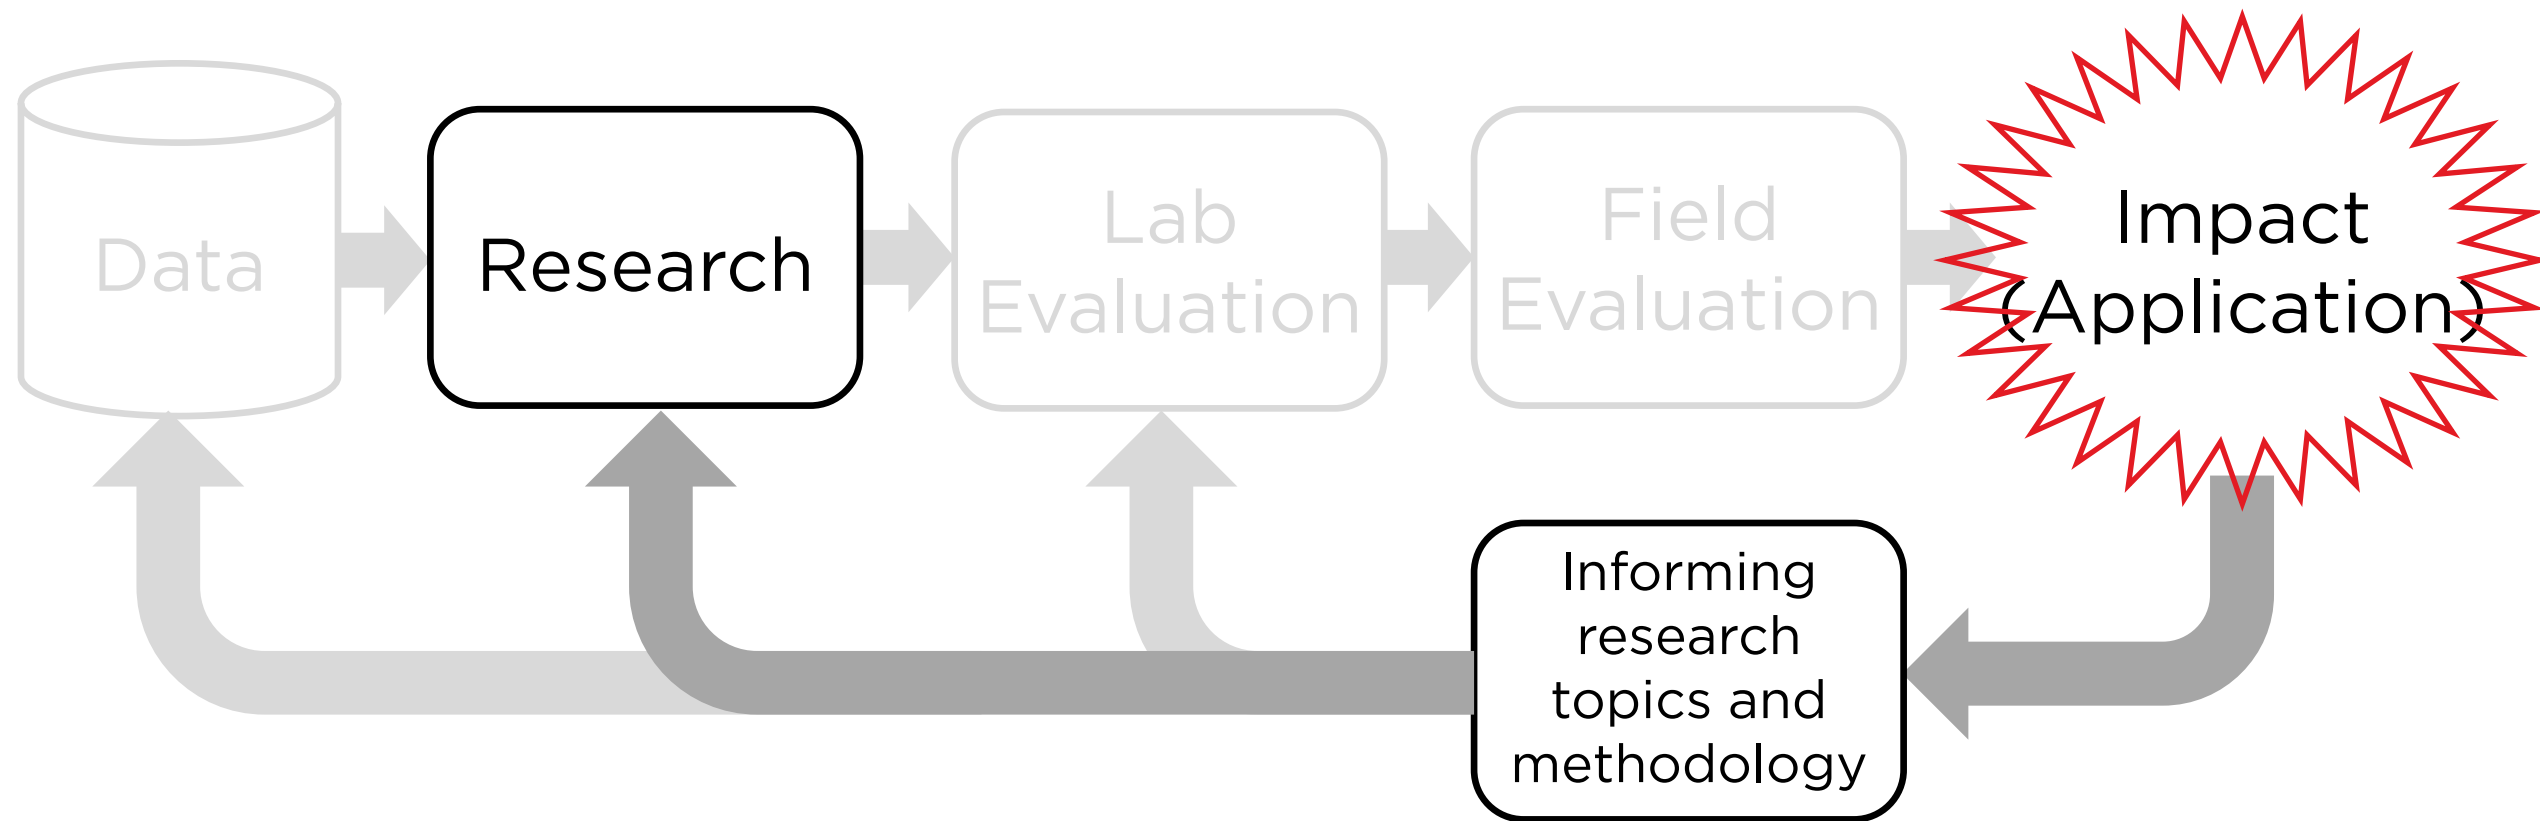 Data
Research
Lab
Evaluation
Field
Evaluation
Impact
(Application)
Informing
research
topics and
methodology